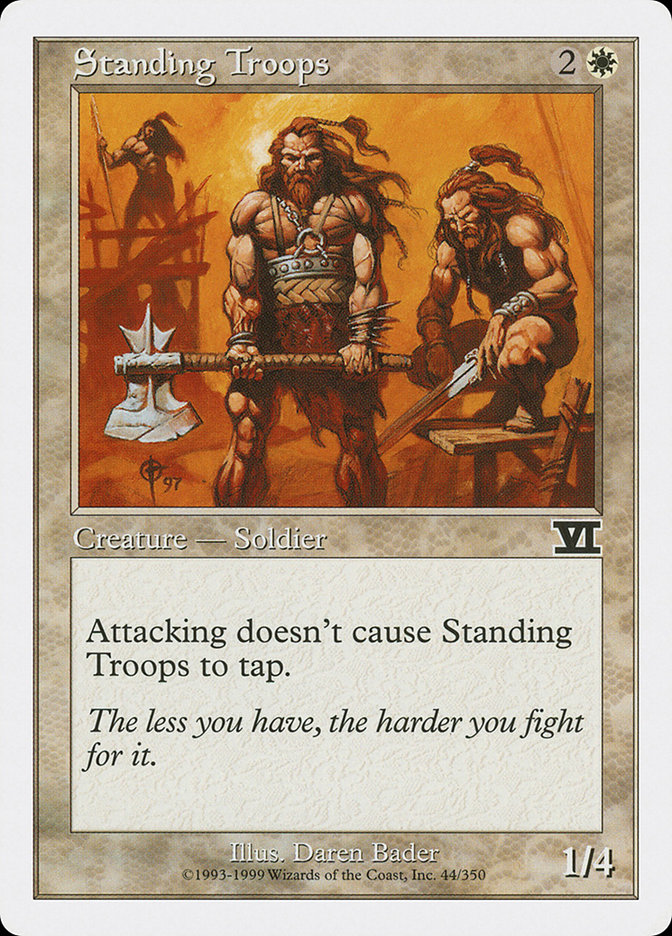 Standing Troops 2
97
Creature — Soldier VI
Attacking doesn't cause Standing
Troops to tap.
The less you have, the harder you fight
for it.
Illus. Daren Bader
1/4
©1993-1999 Wizards of the Coast, Inc. 44/350